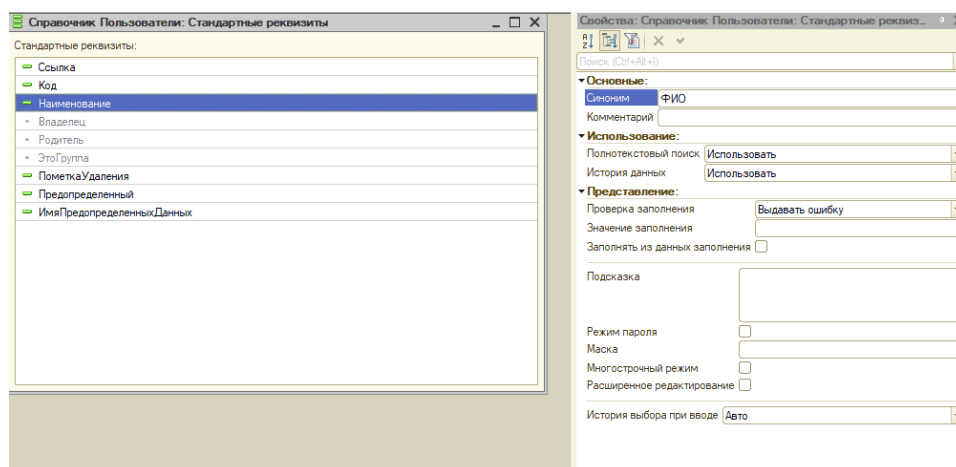 Справочник Пользователи: Стандартные реквизиты
Стандартные реквизиты:
Ссылка
Код
Наименование
Владелец
Родитель
ЭтоГруппа
ПометкаУдаления
Предопределенный
ИмяПредопределенныхДанных
Свойства: Справочник Пользователи: Стандартные реквиз...
Поиск (Ctrl+Alt+I)
Основные:
Синоним ФИО
Комментарий
Использование:
Полнотекстовый поиск Использовать
История данных Использовать
Представление:
Проверка заполнения Выдавать ошибку
Значение заполнения
Заполнять из данных заполнения
Подсказка
Режим пароля
Маска
Многострочный режим
Расширенное редактирование
История выбора при вводе Авто